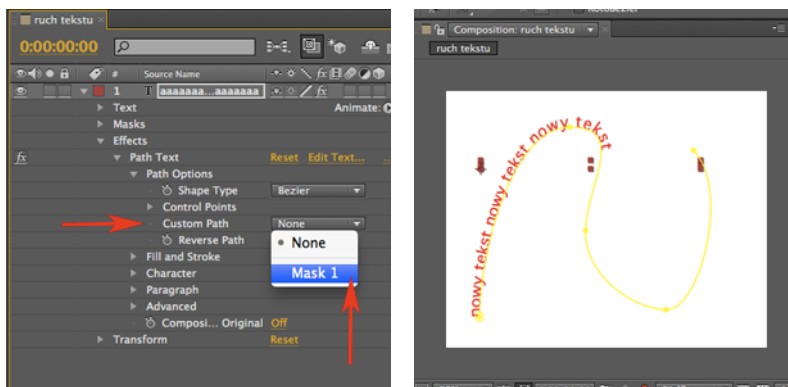 ruch tekstu ×
0:00:00:00
# Source Name
1 T aaaaaaa...aaaaaaa
Text Animate:
Masks
Effects
fx Path Text Reset Edit Text... ...
Path Options
Shape Type Bezier
Control Points
Custom Path None
Reverse Path
• None
Mask 1
Fill and Stroke
Character
Paragraph
Advanced
Composi... Original Off
Transform Reset
RotoBezier
Composition: ruch tekstu ×
ruch tekstu
nowy tekst nowy tekst nowy tekst